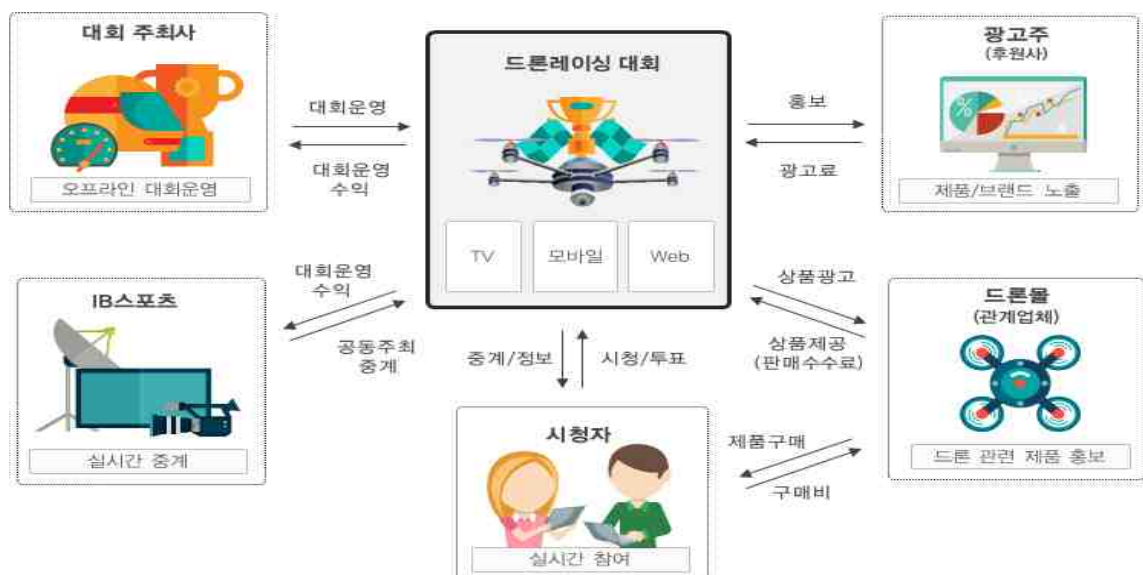 대회 주최사
오프라인 대회운영
대회운영
대회운영
수익
드론레이싱 대회
TV
모바일
Web
홍보
광고료
광고주
(후원사)
%
제품/브랜드 노출
IB스포츠
실시간 중계
대회운영
수익
공동주최
중계
중계/정보
시청/투표
상품광고
상품제공
(판매수수료)
드론몰
(관계업체)
드론 관련 제품 홍보
시청자
실시간 참여
제품구매
구매비